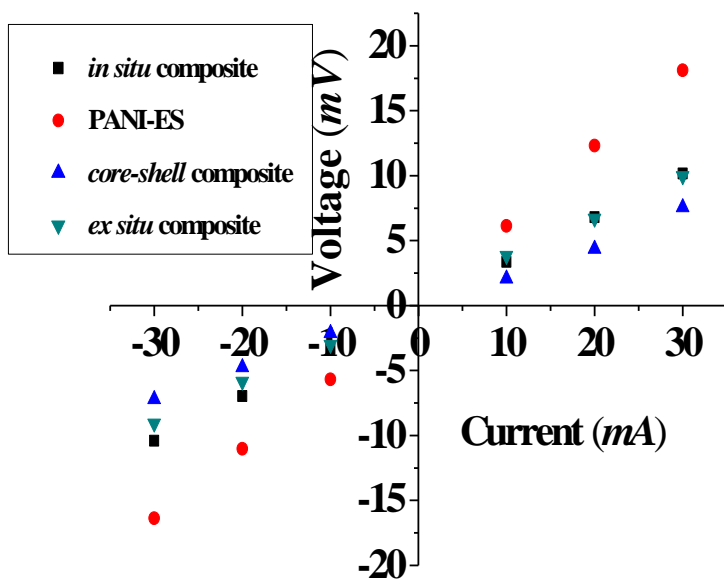 in situ composite
PANI-ES
core-shell composite
ex situ composite
Voltage (mV)
20
15
10
5
0
-30 -20 -10 0 10 20 30
-5
-10
-15
-20
Current (mA)